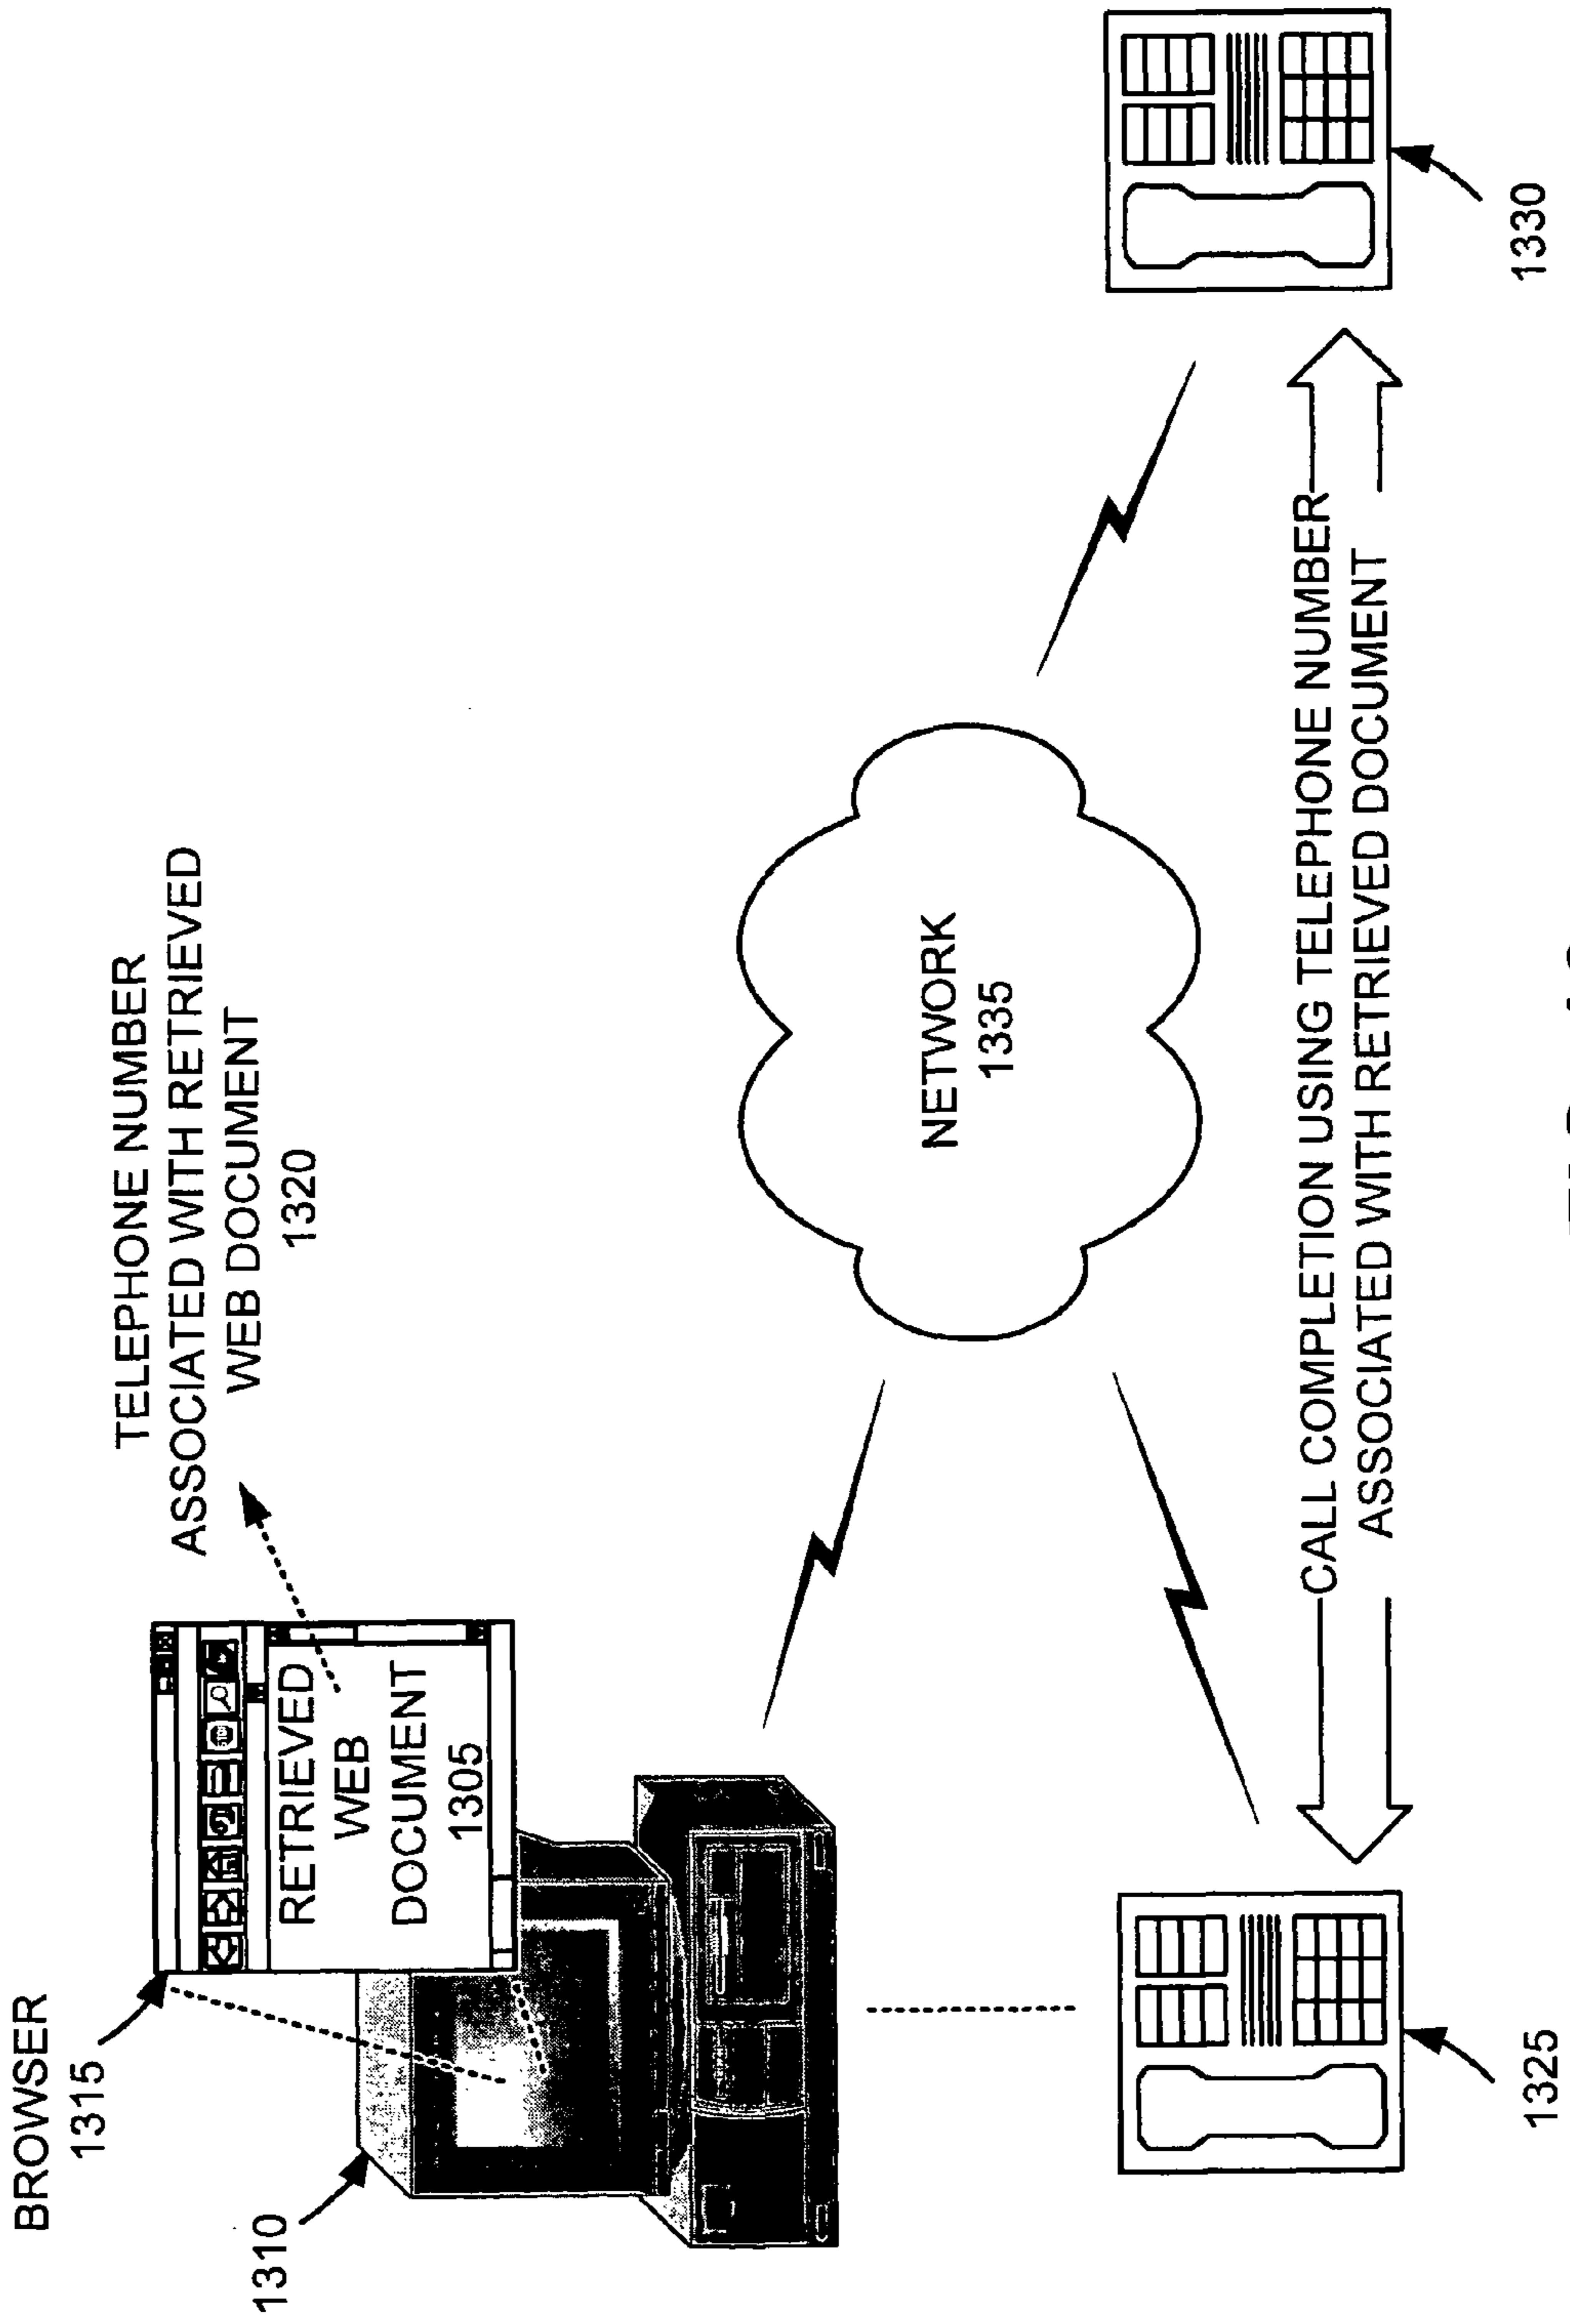 BROWSER
1315
1310
TELEPHONE NUMBER
ASSOCIATED WITH RETRIEVED
WEB DOCUMENT
1320
RETRIEVED
WEB
DOCUMENT
1305
NETWORK
1335
CALL COMPLETION USING TELEPHONE NUMBER
ASSOCIATED WITH RETRIEVED DOCUMENT
1325
1330